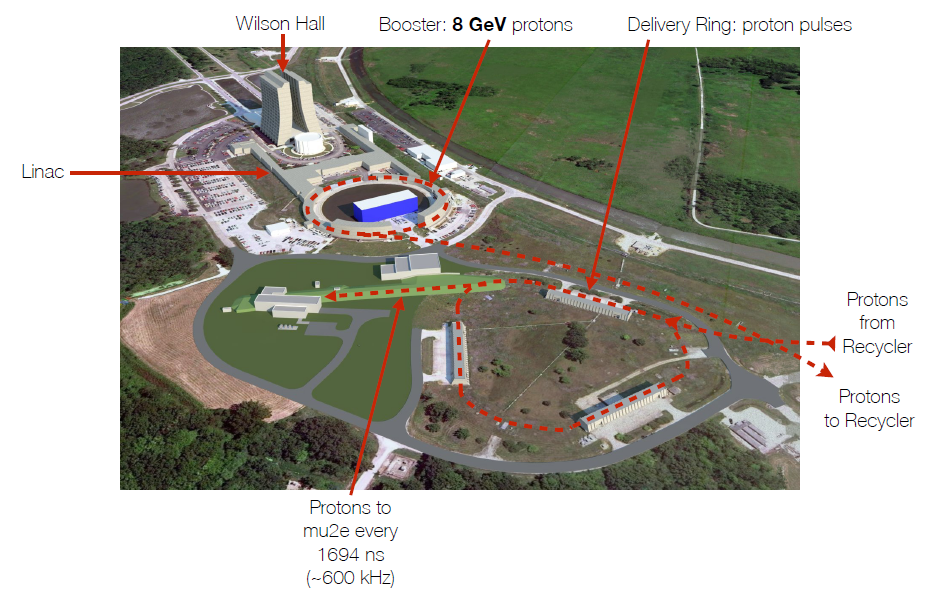 Wilson Hall
Booster: 8 GeV protons
Delivery Ring: proton pulses
Linac
Protons
from
Recycler
Protons
to Recycler
Protons to
mu2e every
1694 ns
(~600 kHz)